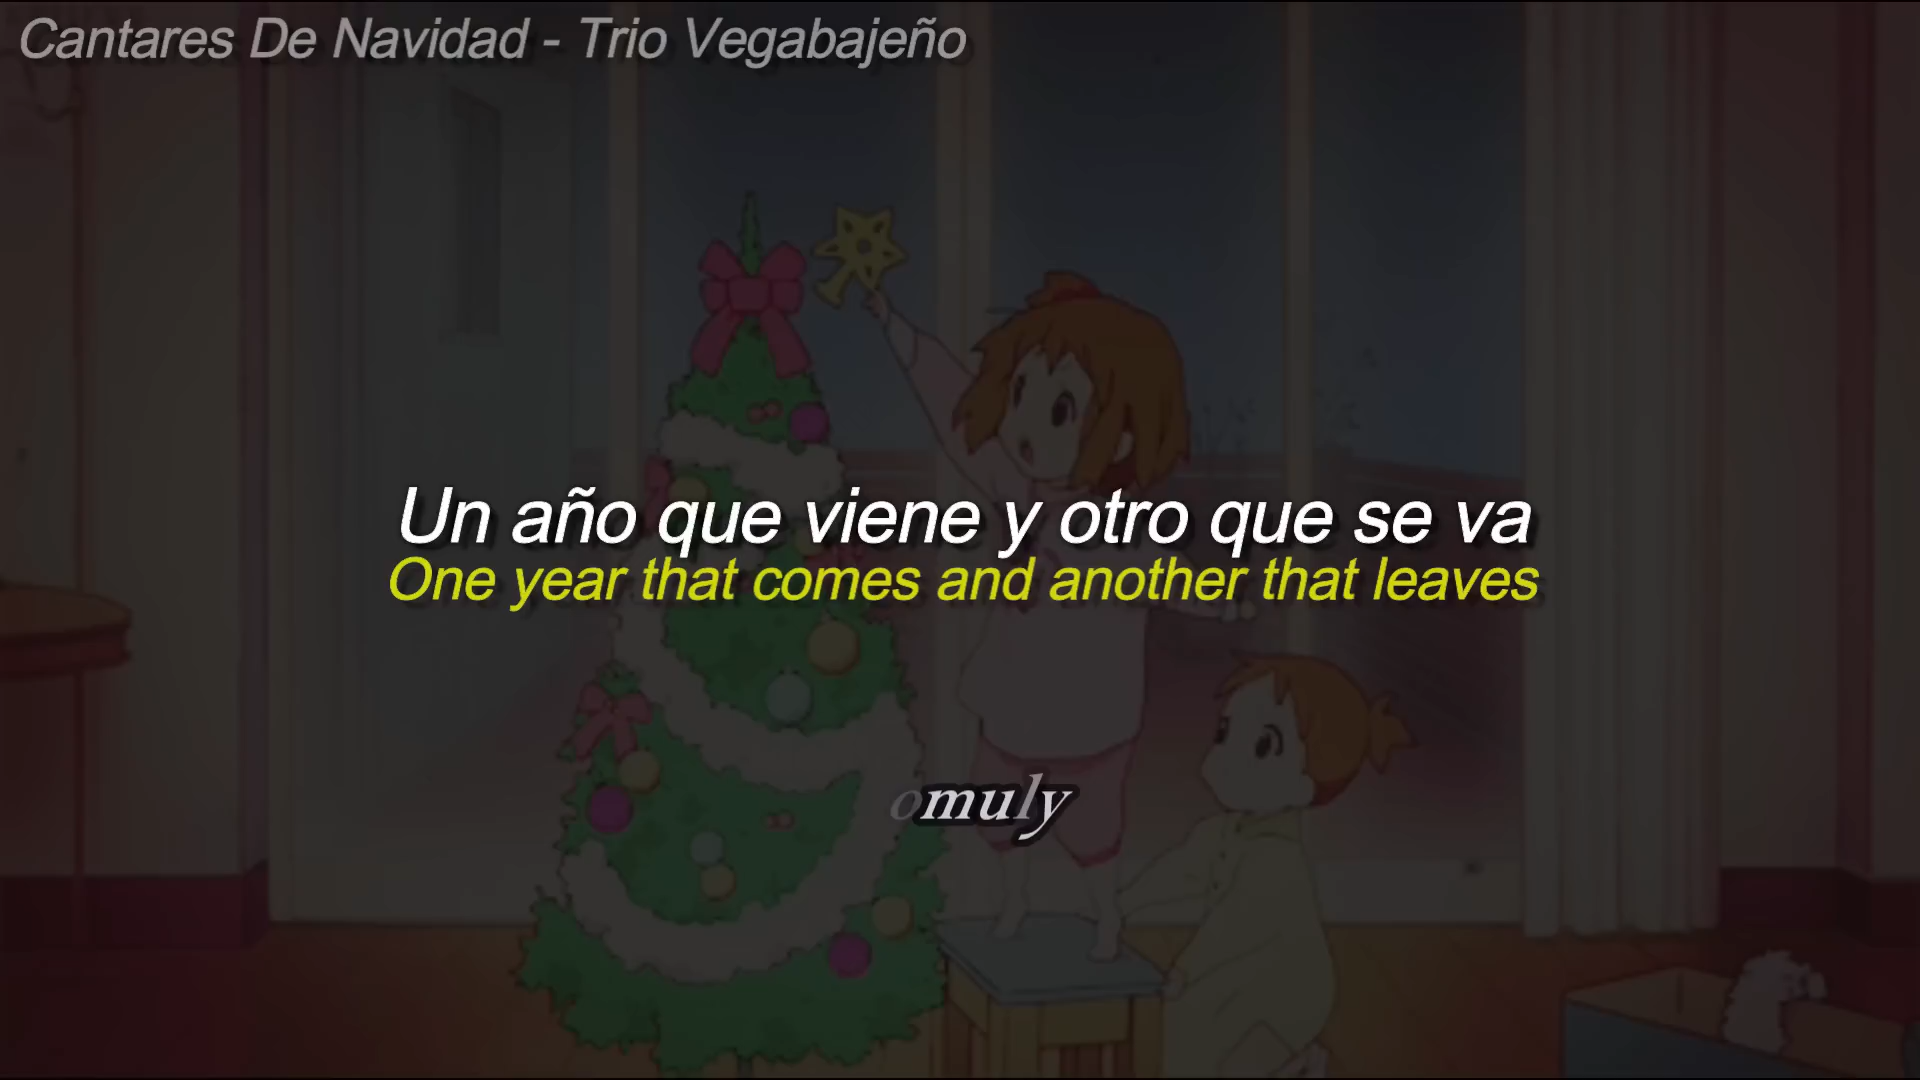 Cantares De Navidad - Trio Vegabajeño
Un año que viene y otro que se va
One year that comes and another that leaves
omuly